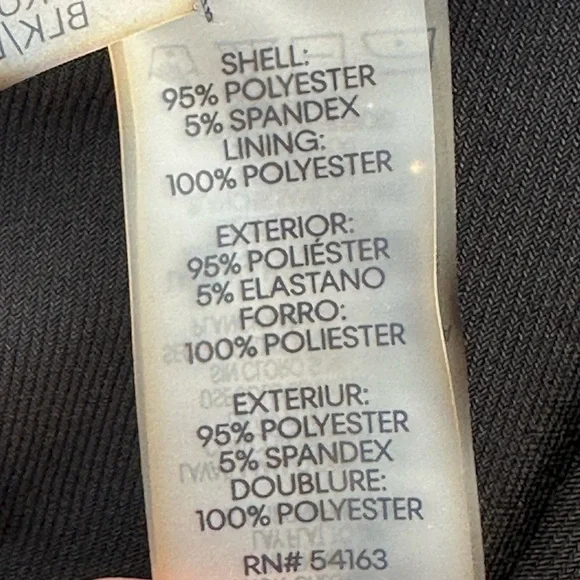 SHELL:
95% POLYESTER
5% SPANDEX
LINING:
100% POLYESTER
EXTERIOR:
95% POLIÉSTER
5% ELASTANO
FORRO:
100% POLIESTER
EXTERIUR:
95% POLYESTER
5% SPANDEX
DOUBLURE:
100% POLYESTER
RN# 54163